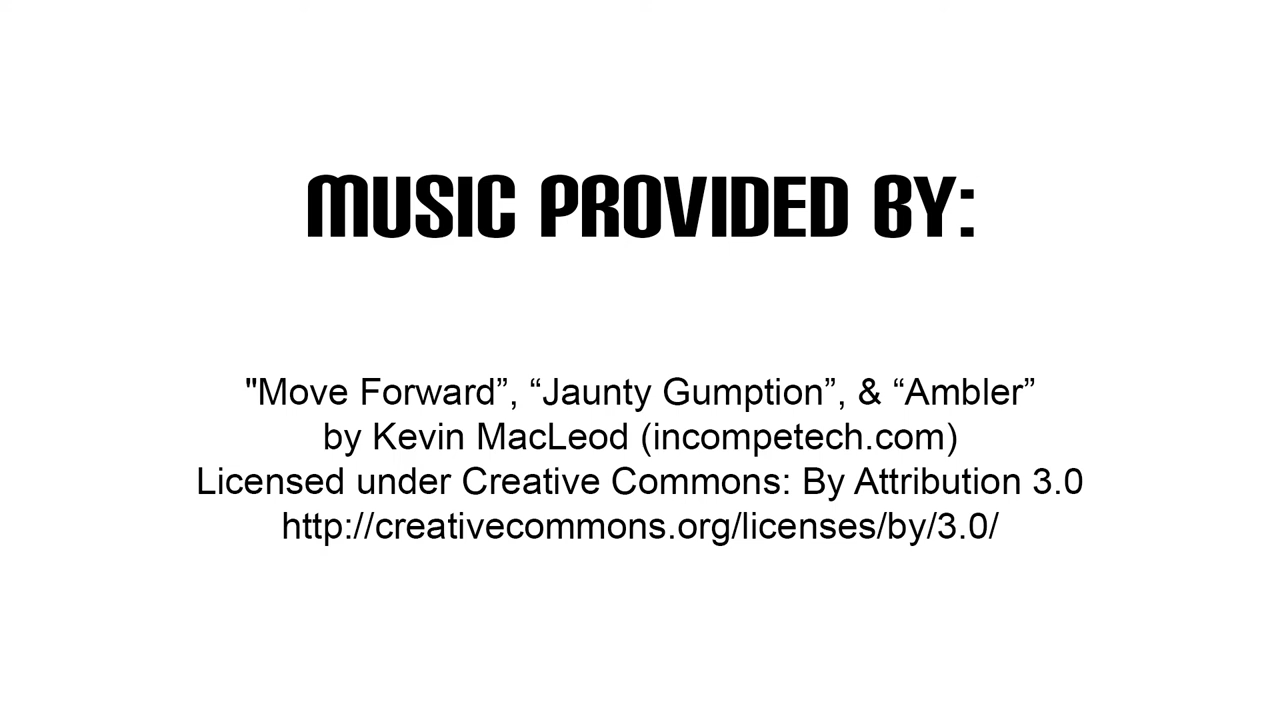 MUSIC PROVIDED BY:
"Move Forward”, “Jaunty Gumption”, & “Ambler”
by Kevin MacLeod (incompetech.com)
Licensed under Creative Commons: By Attribution 3.0
http://creativecommons.org/licenses/by/3.0/